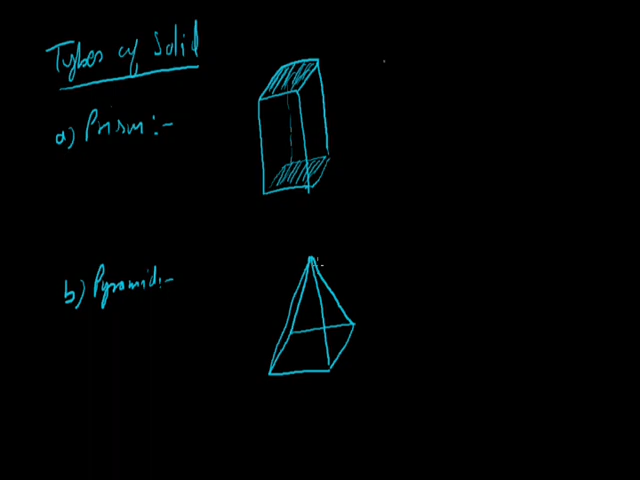 Types of Solid
a) Prism :-
b) Pyramid :-